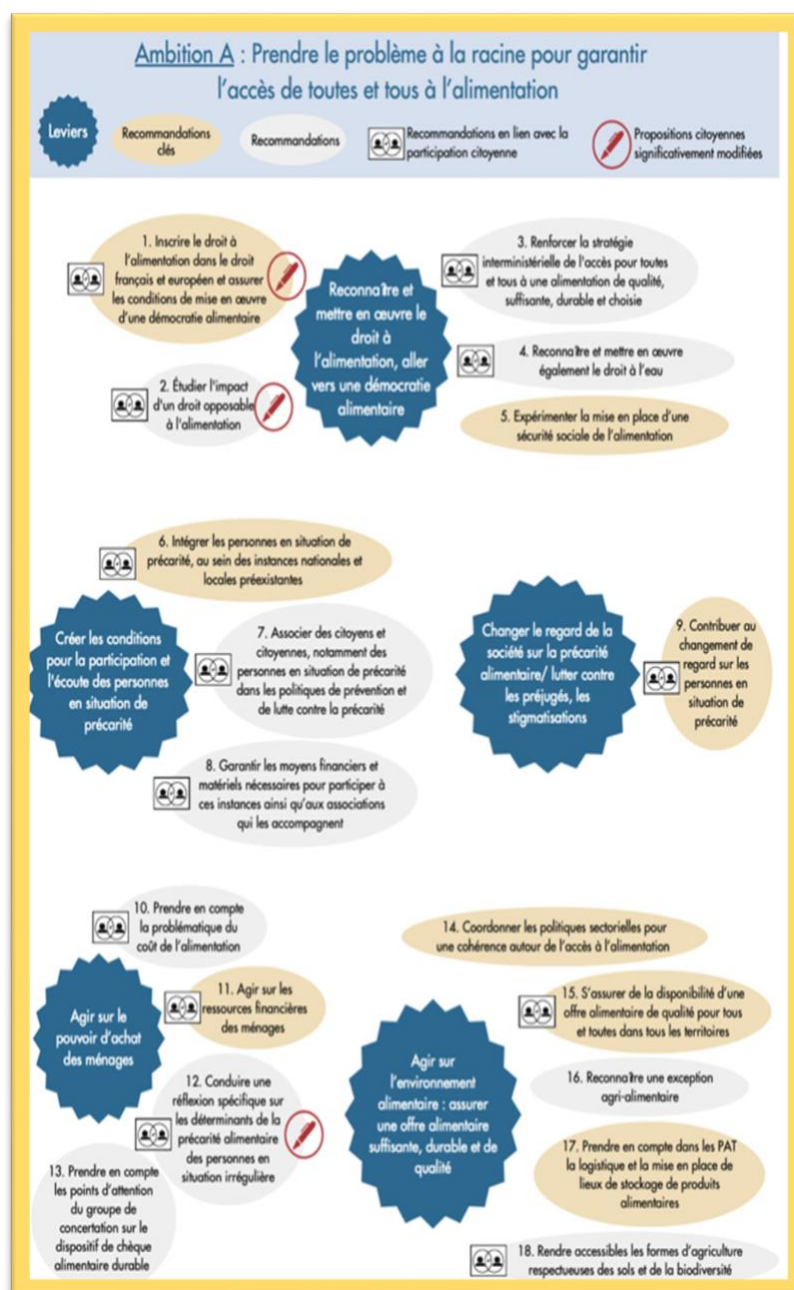 Ambition A : Prendre le problème à la racine pour garantir
l'accès de toutes et tous à l'alimentation
Leviers
Recommandations
clés
Recommandations
Recommandations en lien avec la
participation citoyenne
Propositions citoyennes
significativement modifiées
1. Inscrire le droit à
l'alimentation dans le droit
français et européen et assurer
les conditions de mise en œuvre
d'une démocratie alimentaire
2. Étudier l'impact
d'un droit opposable
à l'alimentation
Reconnaître et
mettre en œuvre le
droit à
l'alimentation, aller
vers une démocratie
alimentaire
3. Renforcer la stratégie
interministérielle de l'accès pour toutes
et tous à une alimentation de qualité,
suffisante, durable et choisie
4. Reconnaître et mettre en œuvre
également le droit à l'eau
5. Expérimenter la mise en place d'une
sécurité sociale de l'alimentation
6. Intégrer les personnes en situation de
précarité, au sein des instances nationales et
locales préexistantes
Créer les conditions
pour la participation et
l'écoute des personnes
en situation de
précarité
7. Associer des citoyens et
citoyennes, notamment des
personnes en situation de précarité
dans les politiques de prévention et
de lutte contre la précarité
8. Garantir les moyens financiers et
matériels nécessaires pour participer à
ces instances ainsi qu'aux associations
qui les accompagnent
Changer le regard de la
société sur la précarité
alimentaire/ lutter contre
les préjugés, les
stigmatisations
9. Contribuer au
changement de
regard sur les
personnes en
situation de
précarité
10. Prendre en compte
la problématique du
coût de l'alimentation
Agir sur le
pouvoir d'achat
des ménages
11. Agir sur les
ressources financières
des ménages
12. Conduire une
réflexion spécifique sur
les déterminants de la
précarité alimentaire
des personnes en
situation irrégulière
13. Prendre en compte
les points d'attention
du groupe de
concertation sur le
dispositif de chèque
alimentaire durable
14. Coordonner les politiques sectorielles pour
une cohérence autour de l'accès à l'alimentation
Agir sur
l'environnement
alimentaire : assurer
une offre alimentaire
suffisante, durable et de
qualité
15. S'assurer de la disponibilité d'une
offre alimentaire de qualité pour tous
et toutes dans tous les territoires
16. Reconnaître une exception
agri-alimentaire
17. Prendre en compte dans les PAT
la logistique et la mise en place de
lieux de stockage de produits
alimentaires
18. Rendre accessibles les formes d'agriculture
respectueuses des sols et de la biodiversité